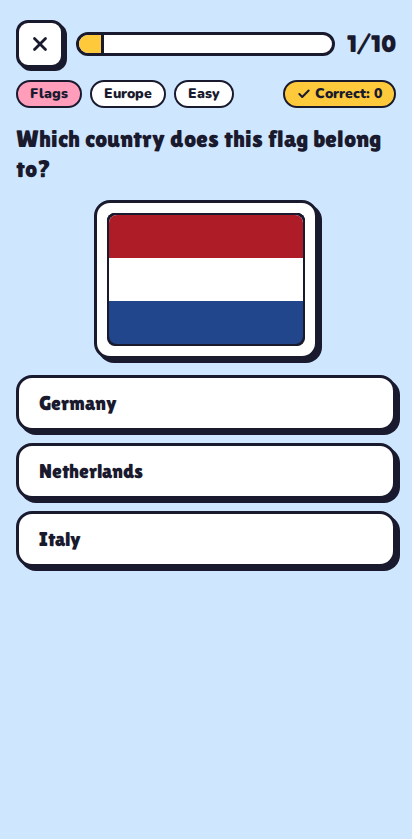 1/10
Flags
Europe
Easy
Correct: 0
Which country does this flag belong
to?
Germany
Netherlands
Italy